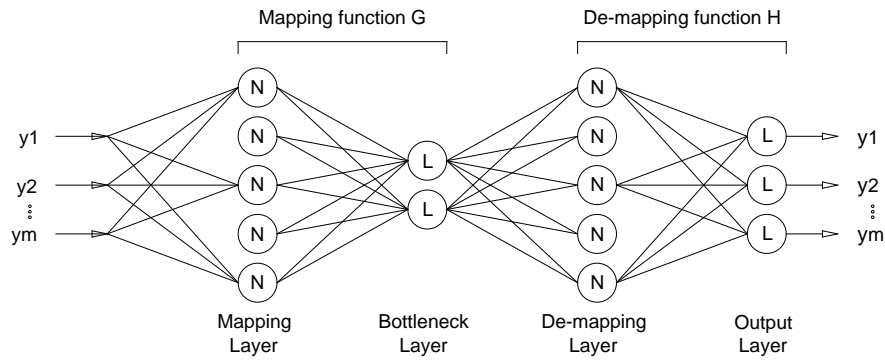 Mapping function G
De-mapping function H
N
N
y1
N
N
L
y1
L
y2
N
N
L
y2
L
ym
N
N
L
ym
N
N
Mapping
Layer
Bottleneck
Layer
De-mapping
Layer
Output
Layer